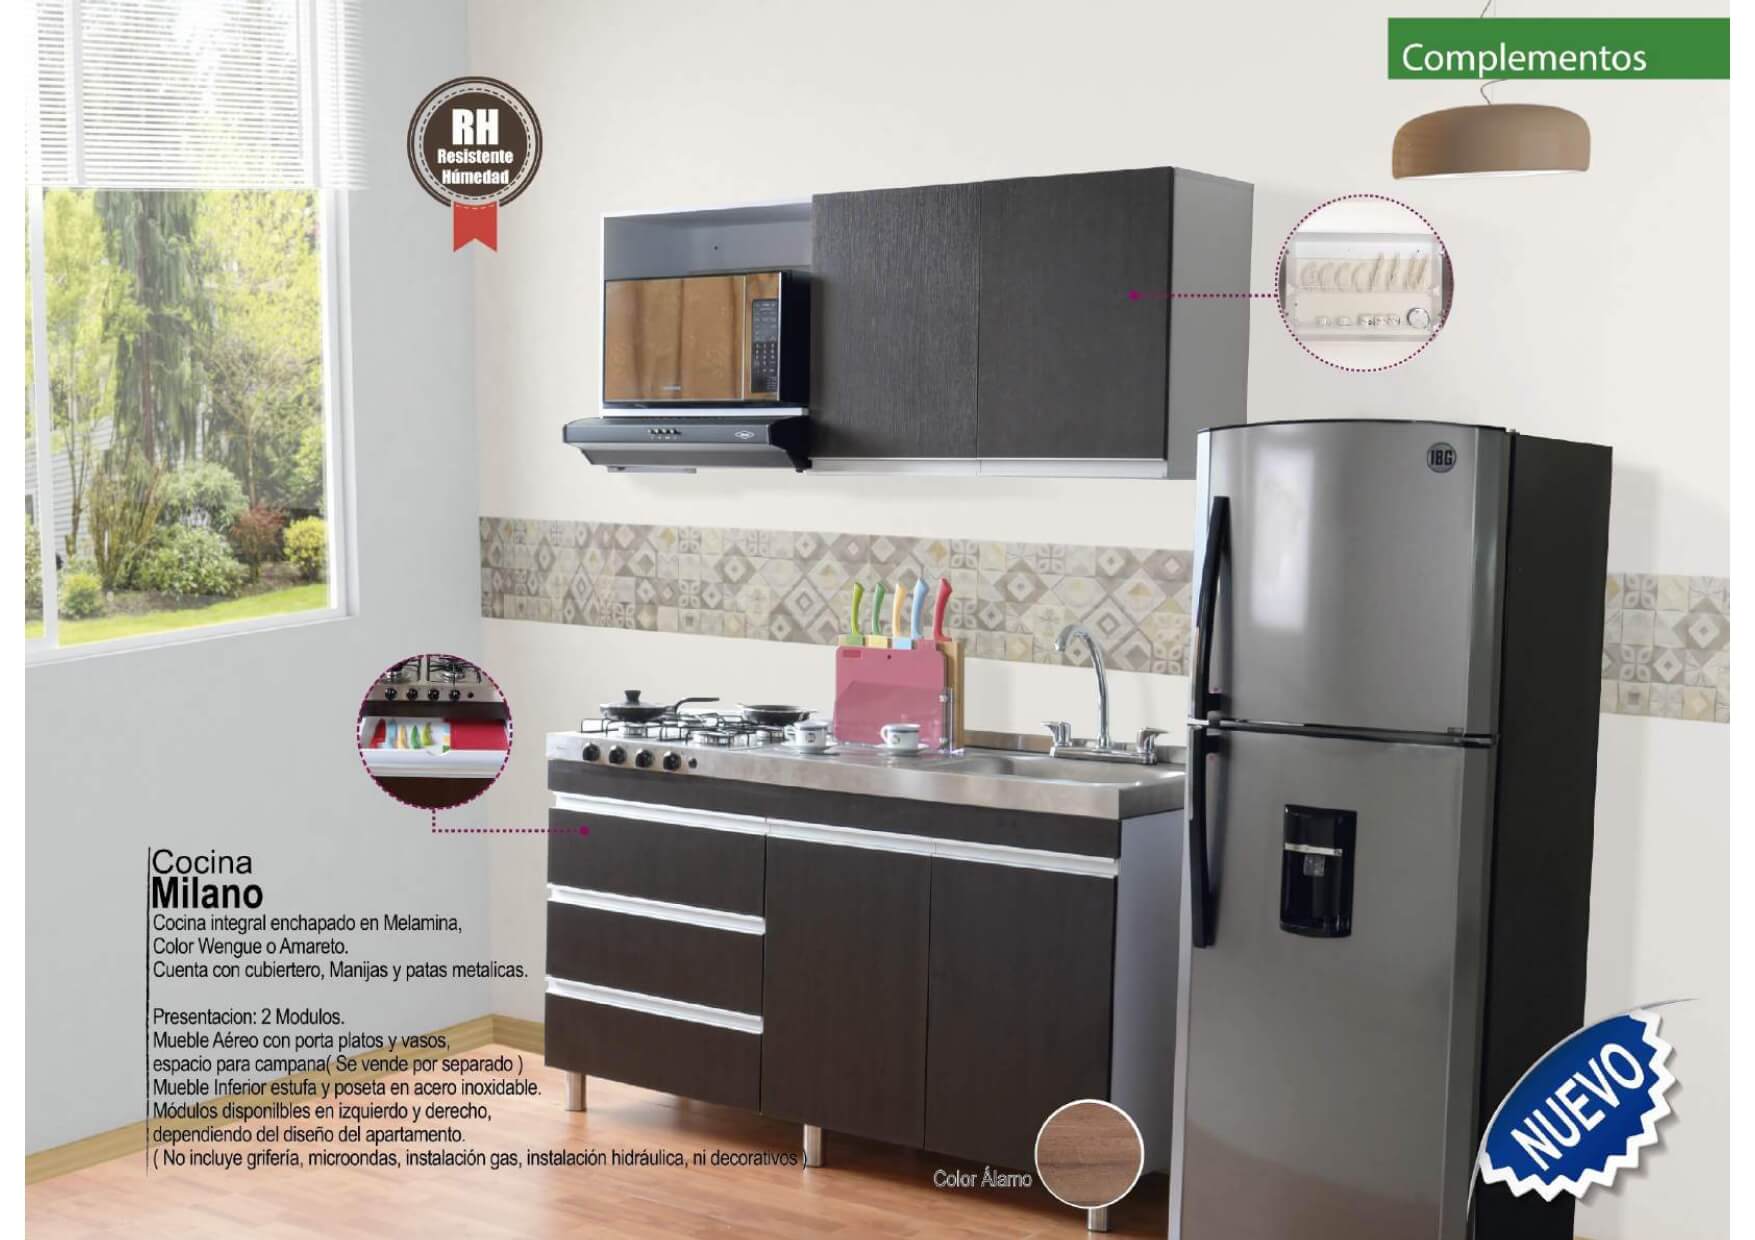 Complementos
RH
Resistente
Húmedad
IBG
Cocina
Milano
Cocina integral enchapado en Melamina,
Color Wengue o Amareto.
Cuenta con cubiertero, Manijas y patas metalicas.
Presentacion: 2 Modulos.
Mueble Aéreo con porta platos y vasos,
espacio para campana( Se vende por separado )
Mueble Inferior estufa y poseta en acero inoxidable.
Módulos disponilbles en izquierdo y derecho,
dependiendo del diseño del apartamento.
( No incluye grifería, microondas, instalación gas, instalación hidráulica, ni decorativos )
Color Álamo
NUEVO